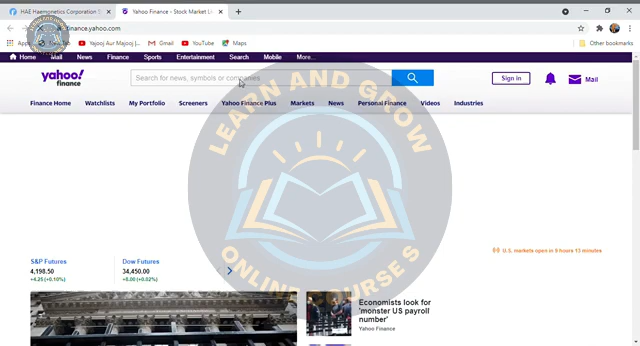 HAE Haemonetics Corporation S
Yahoo Finance - Stock Market Li
finance.yahoo.com
Yajooj Aur Majooj |
Gmail
YouTube
Maps
Other bookmarks
Home
Mail
News
Finance
Sports
Entertainment
Search
Mobile
More...
yahoo!
finance
Search for news, symbols or companies
Sign in
Mail
Finance Home
Watchlists
My Portfolio
Screeners
Yahoo Finance Plus
Markets
News
Personal Finance
Videos
Industries
LEARN AND GROW
ONLINE COURSES
U.S. markets open in 9 hours 13 minutes
S&P Futures
4,198.50
+4.25 (+0.10%)
Dow Futures
34,450.00
+8.00 (+0.02%)
Economists look for
'monster US payroll
number'
Yahoo Finance